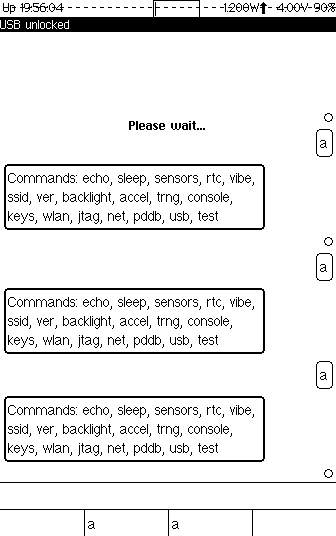 Up 19:56:04 1.200W 4.00V 90%
USB unlocked
Please wait...
a
Commands: echo, sleep, sensors, rtc, vibe,
ssid, ver, backlight, accel, trng, console,
keys, wlan, jtag, net, pddb, usb, test
a
Commands: echo, sleep, sensors, rtc, vibe,
ssid, ver, backlight, accel, trng, console,
keys, wlan, jtag, net, pddb, usb, test
a
Commands: echo, sleep, sensors, rtc, vibe,
ssid, ver, backlight, accel, trng, console,
keys, wlan, jtag, net, pddb, usb, test
a a